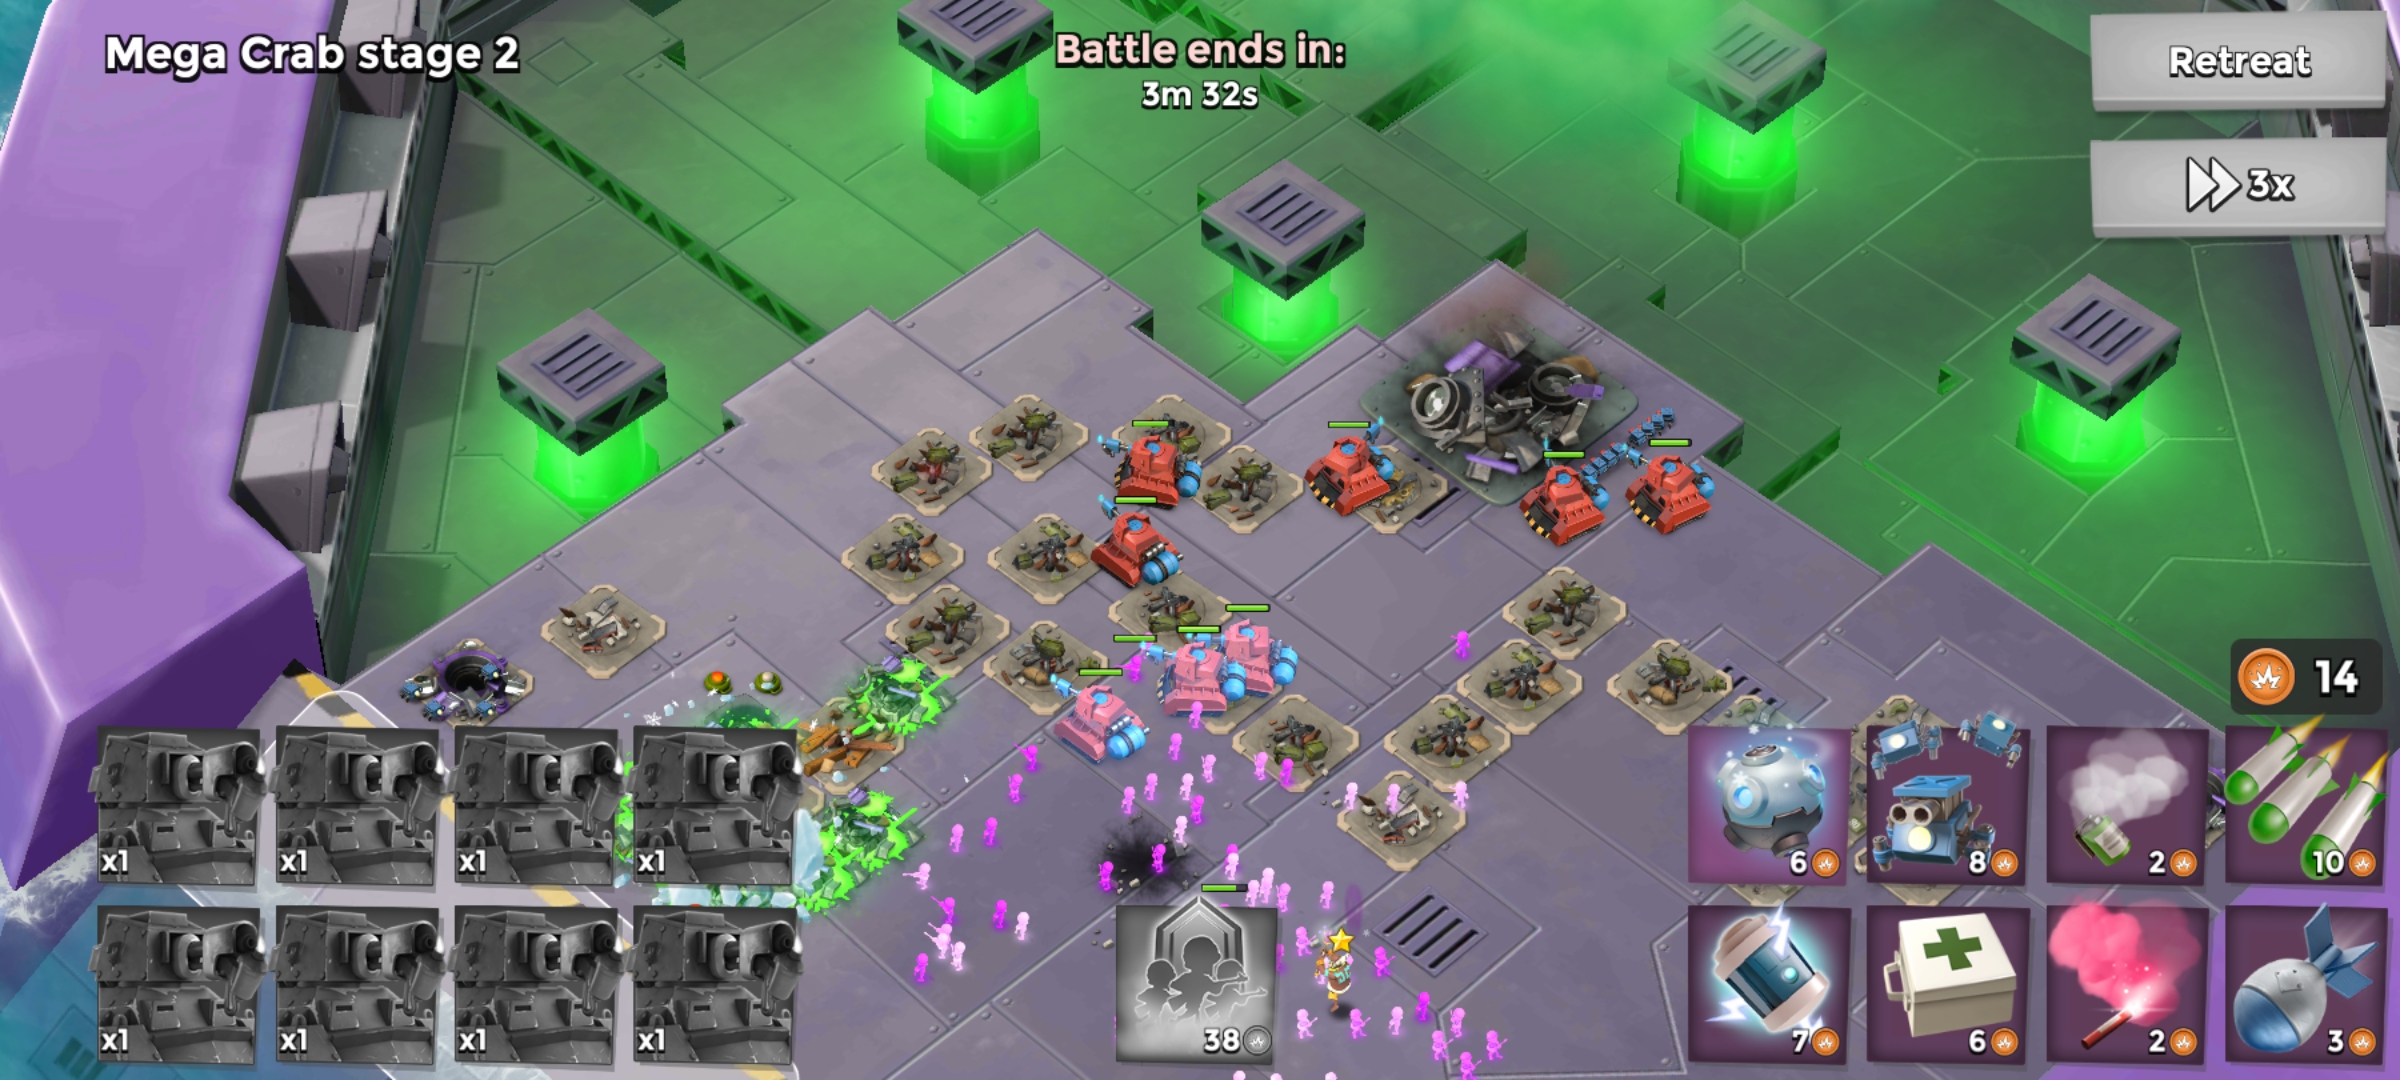 Mega Crab stage 2
Battle ends in:
3m 32s
Retreat
3x
14
x1
x1
x1
x1
6
8
2
10
x1
x1
x1
x1
38
7
6
2
3